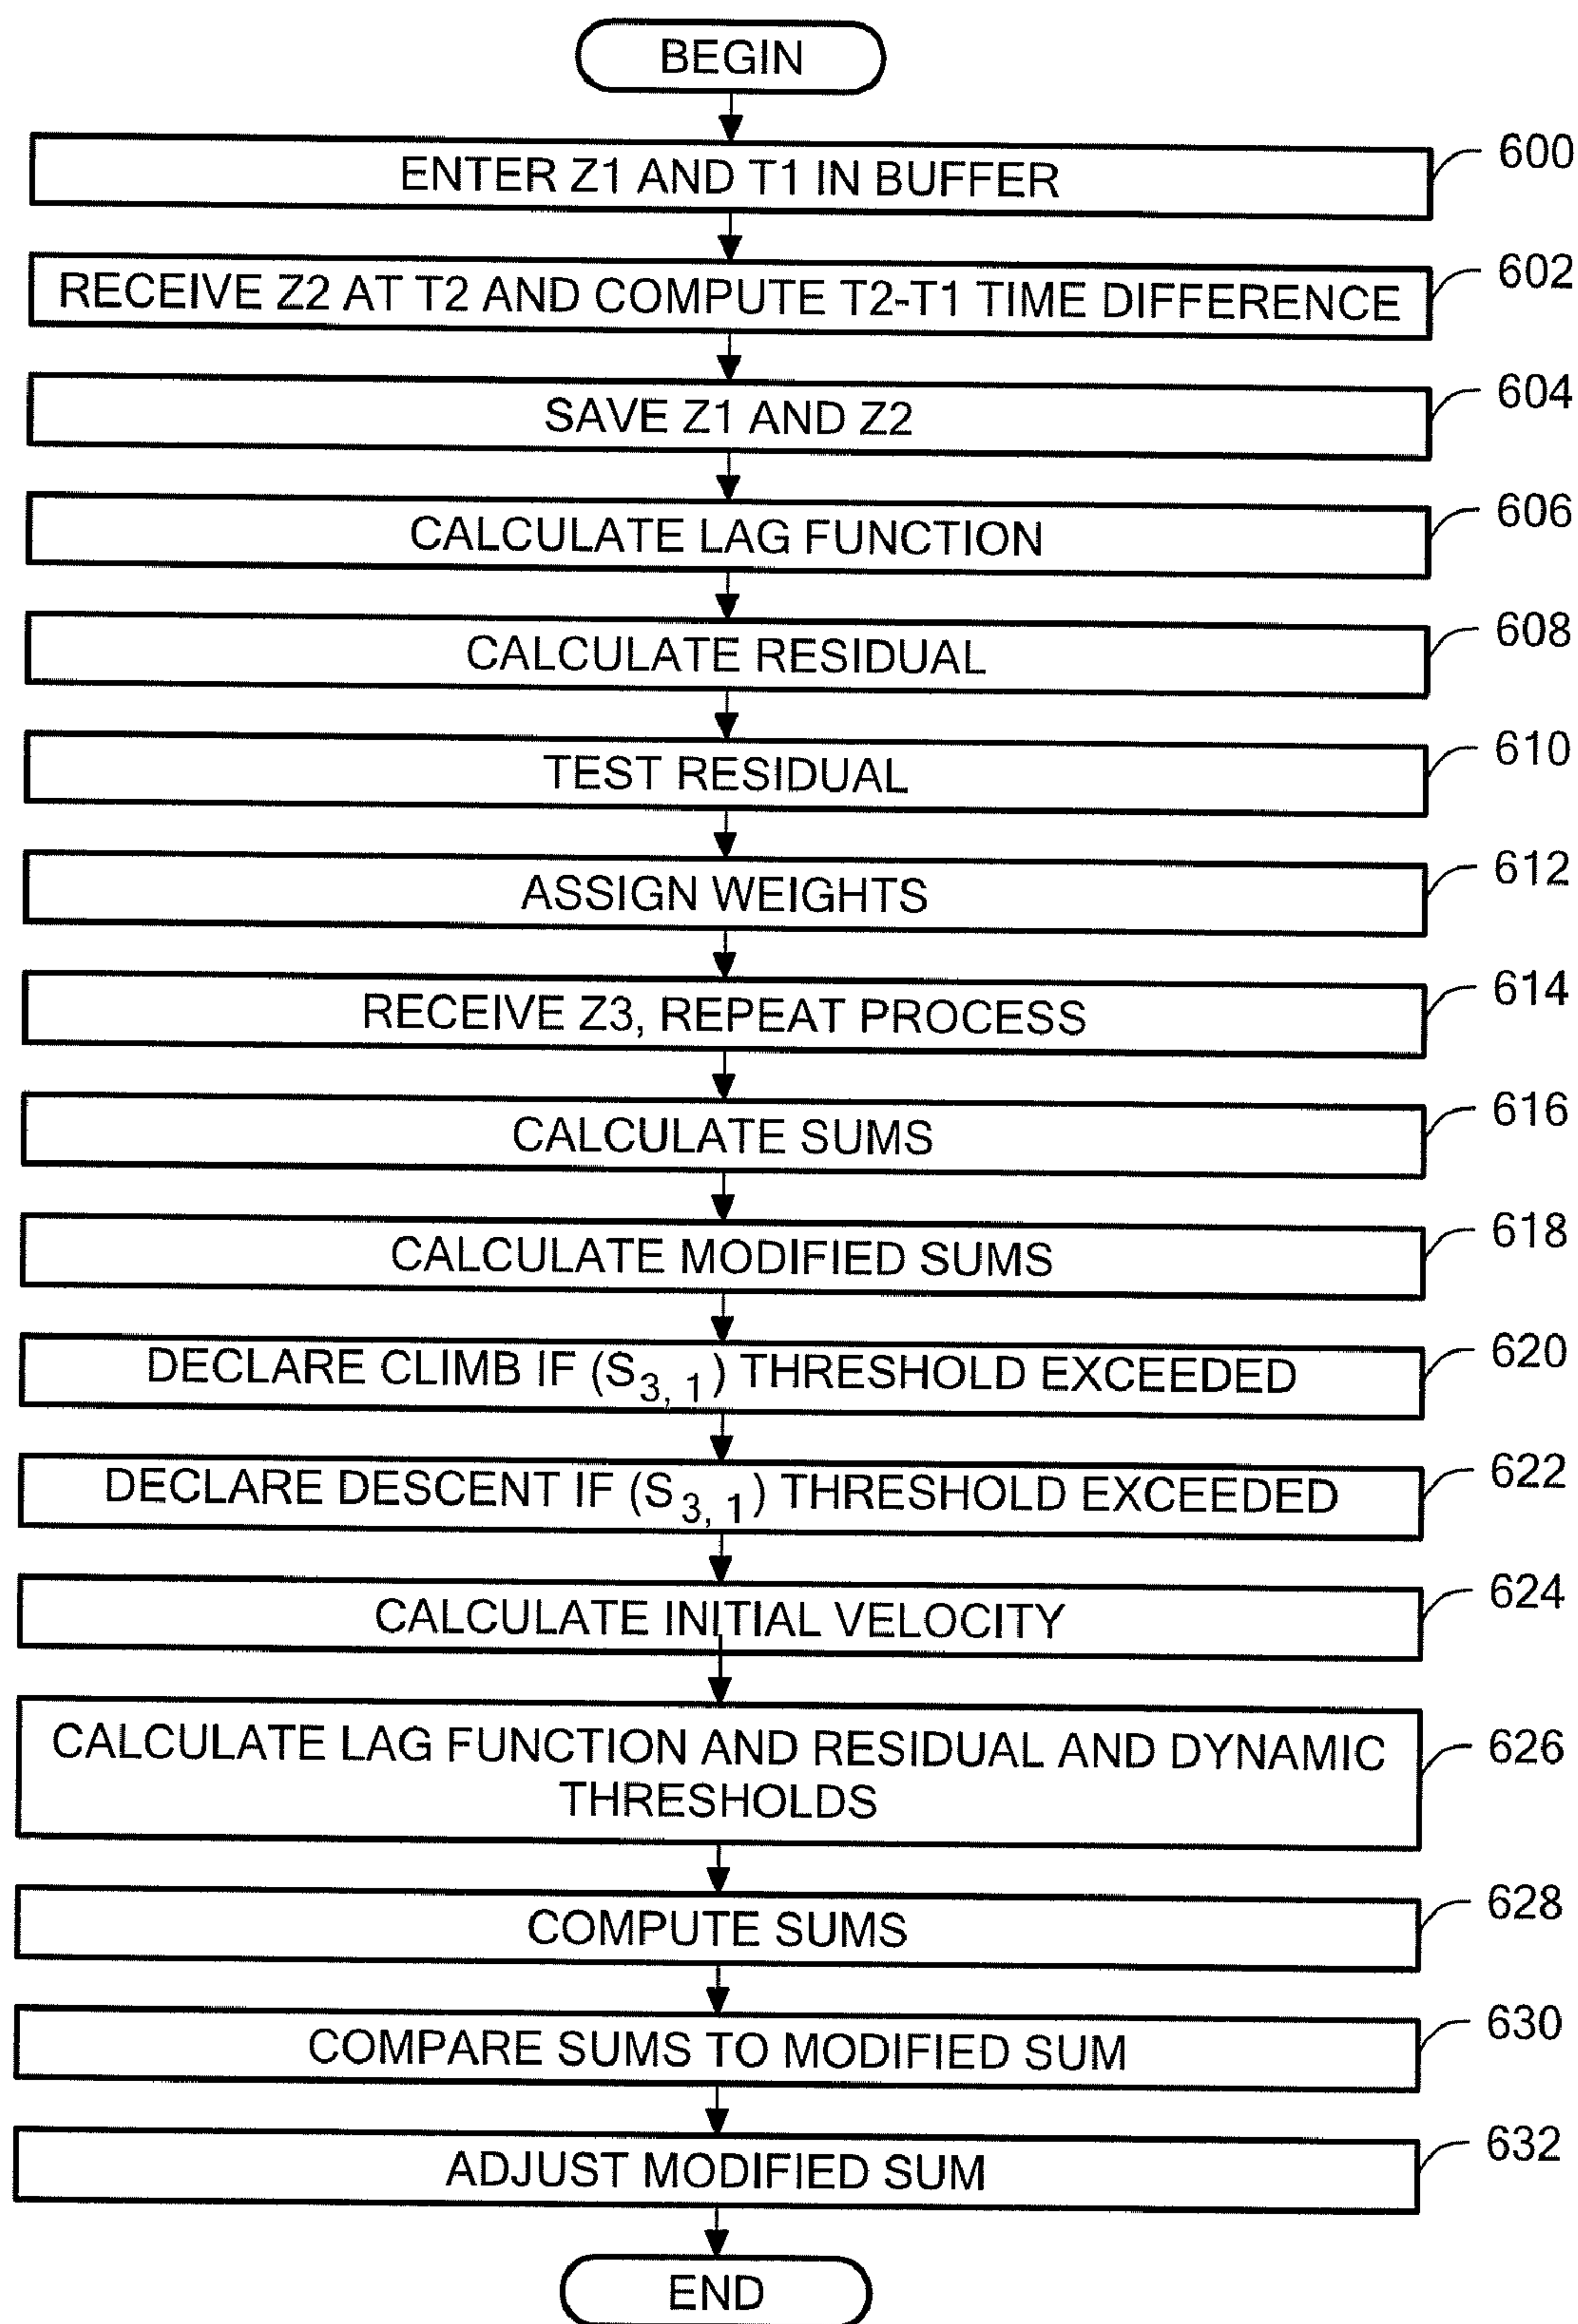 BEGIN
ENTER Z1 AND T1 IN BUFFER
600
RECEIVE Z2 AT T2 AND COMPUTE T2-T1 TIME DIFFERENCE
602
SAVE Z1 AND Z2
604
CALCULATE LAG FUNCTION
606
CALCULATE RESIDUAL
608
TEST RESIDUAL
610
ASSIGN WEIGHTS
612
RECEIVE Z3, REPEAT PROCESS
614
CALCULATE SUMS
616
CALCULATE MODIFIED SUMS
618
DECLARE CLIMB IF (S3, 1) THRESHOLD EXCEEDED
620
DECLARE DESCENT IF (S3, 1) THRESHOLD EXCEEDED
622
CALCULATE INITIAL VELOCITY
624
CALCULATE LAG FUNCTION AND RESIDUAL AND DYNAMIC
THRESHOLDS
626
COMPUTE SUMS
628
COMPARE SUMS TO MODIFIED SUM
630
ADJUST MODIFIED SUM
632
END